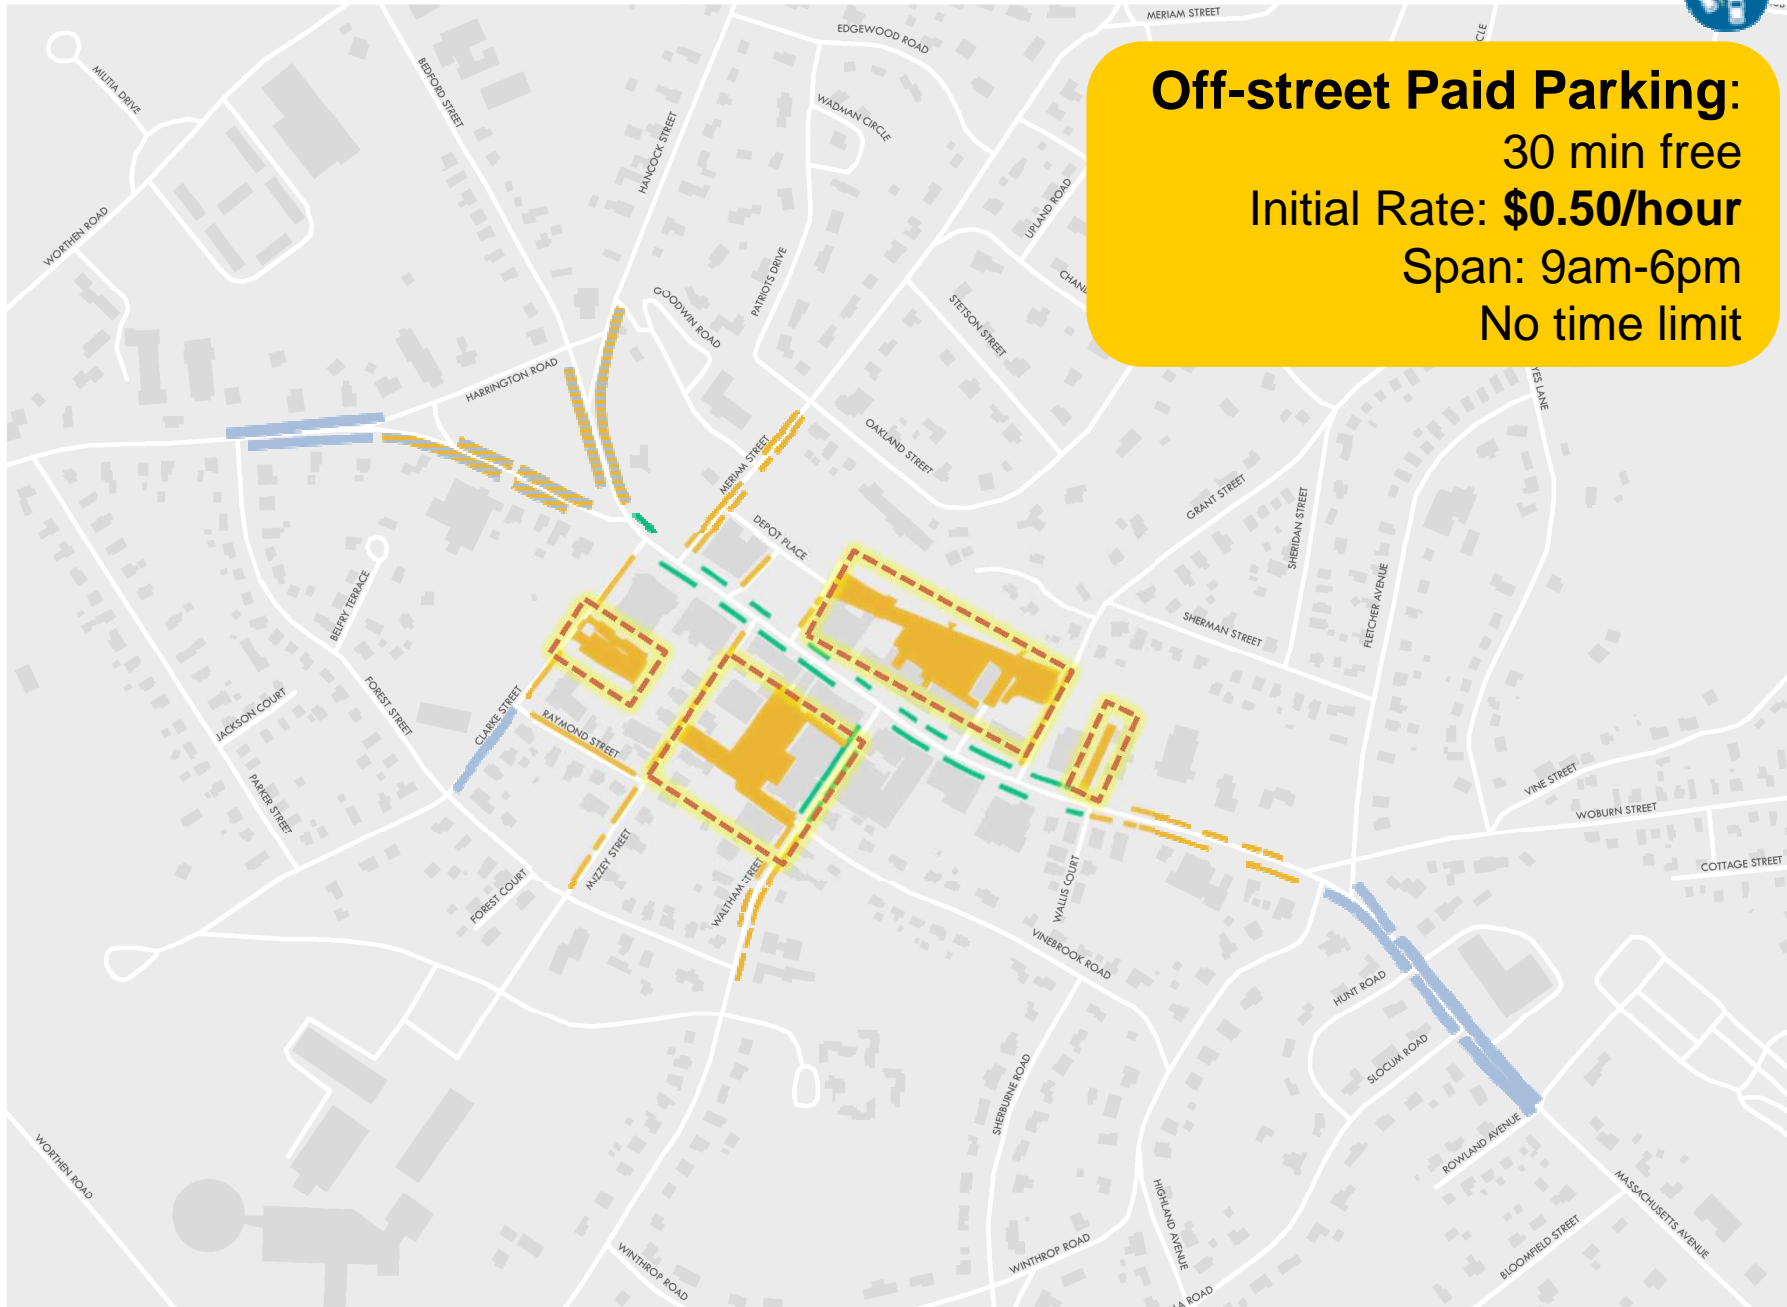 MERIAM STREET
EDGEWOOD ROAD
Off-street Paid Parking:
30 min free
Initial Rate: $0.50/hour
Span: 9am-6pm
No time limit
MILITIA DRIVE
BEDFORD STREET
WADMAN CIRCLE
HANCOCK STREET
UPLAND ROAD
WORTHEN ROAD
PATRIOTS DRIVE
GOODWIN ROAD
STETSON STREET
HARRINGTON ROAD
OAKLAND STREET
MERIAM STREET
GRANT STREET
SHERIDAN STREET
DEPOT PLACE
BELFRY TERRACE
FLETCHER AVENUE
SHERMAN STREET
FOREST STREET
JACKSON COURT
CLARKE STREET
RAYMOND STREET
PARKER STREET
VINE STREET
WOBURN STREET
COTTAGE STREET
MUZZEY STREET
FOREST COURT
WALTHAM STREET
WALLIS COURT
VINEBROOK ROAD
HUNT ROAD
SLOCUM ROAD
SHERBURNE ROAD
ROWLAND AVENUE
WORTHEN ROAD
MASSACHUSETTS AVENUE
HIGHLAND AVENUE
BLOOMFIELD STREET
WINTHROP ROAD
WINTHROP ROAD
ROAD